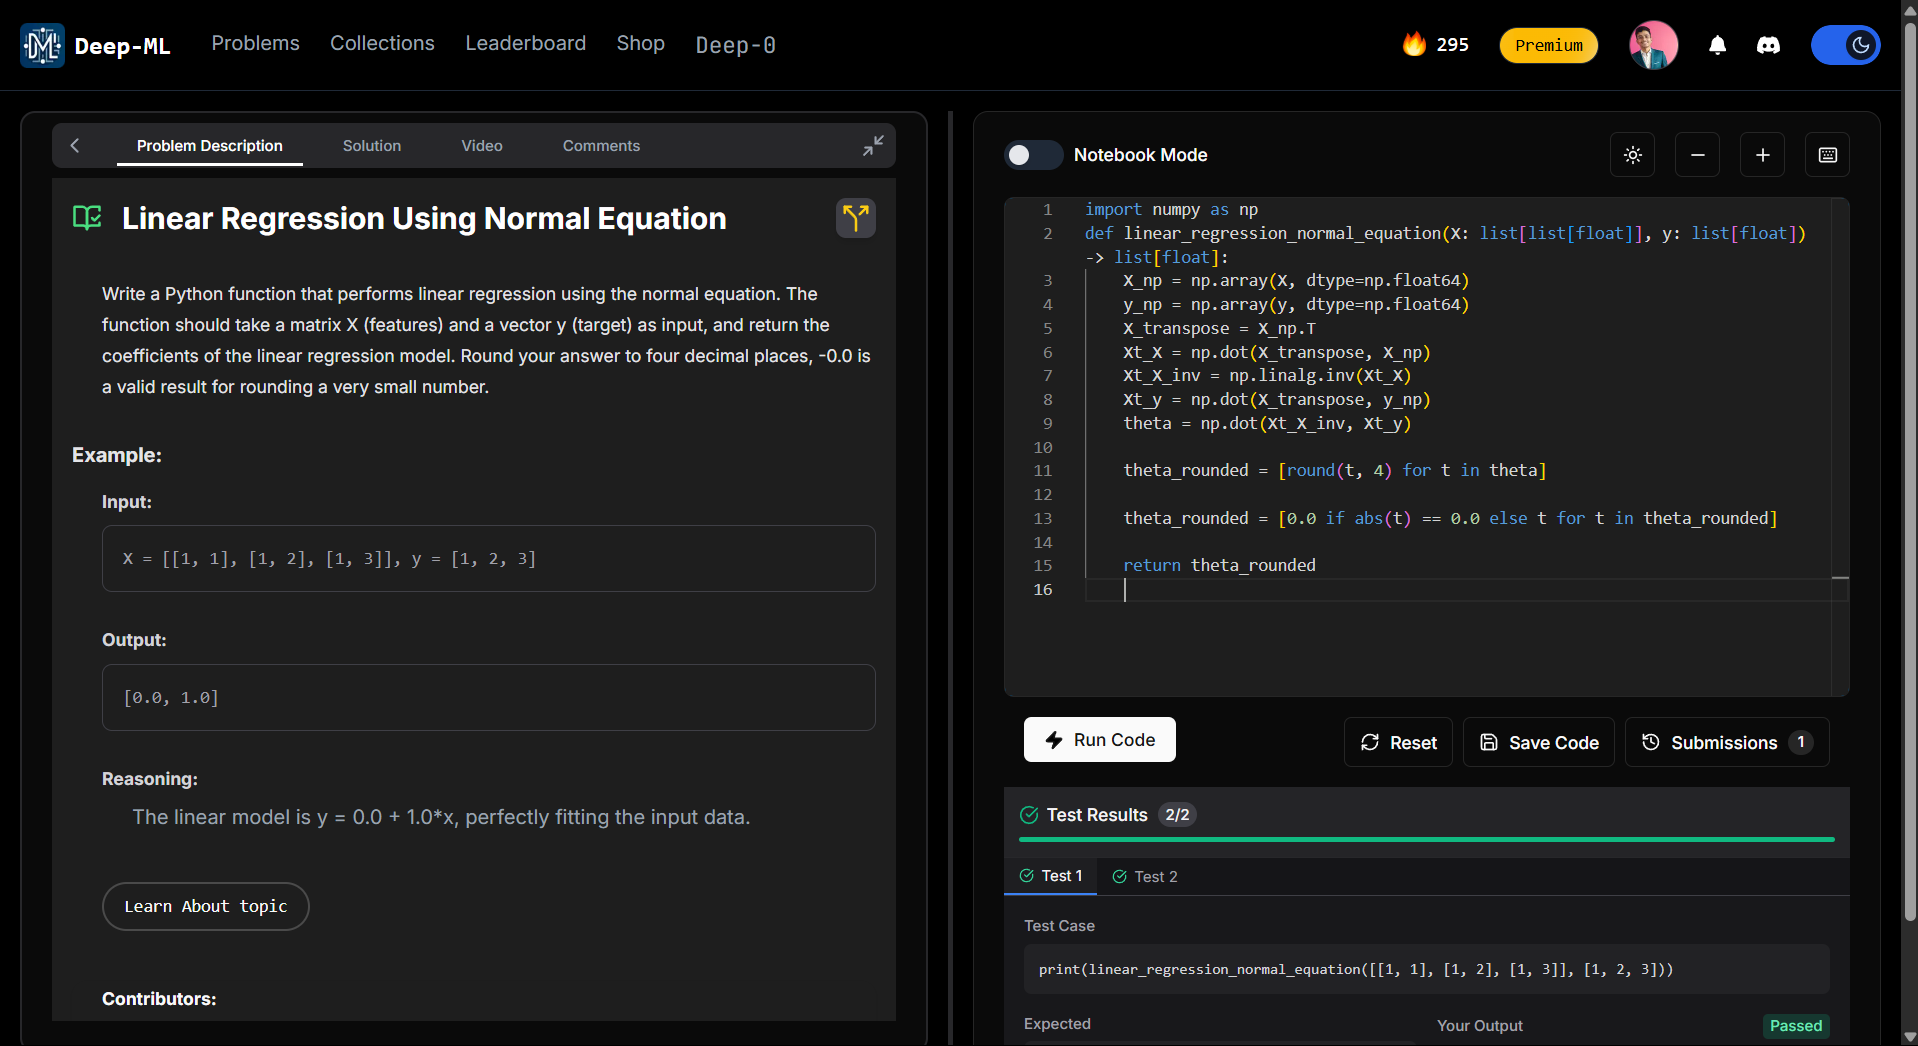 Deep-ML
Problems
Collections
Leaderboard
Shop
Deep-0
295
Premium
Problem Description
Solution
Video
Comments
Linear Regression Using Normal Equation
Write a Python function that performs linear regression using the normal equation. The
function should take a matrix X (features) and a vector y (target) as input, and return the
coefficients of the linear regression model. Round your answer to four decimal places, -0.0 is
a valid result for rounding a very small number.
Example:
Input:
X = [[1, 1], [1, 2], [1, 3]], y = [1, 2, 3]
Output:
[0.0, 1.0]
Reasoning:
The linear model is y = 0.0 + 1.0*x, perfectly fitting the input data.
Learn About topic
Contributors:
Notebook Mode
1 import numpy as np
2 def linear_regression_normal_equation(X: list[list[float]], y: list[float])
-> list[float]:
3 X_np = np.array(X, dtype=np.float64)
4 y_np = np.array(y, dtype=np.float64)
5 X_transpose = X_np.T
6 Xt_X = np.dot(X_transpose, X_np)
7 Xt_X_inv = np.linalg.inv(Xt_X)
8 Xt_y = np.dot(X_transpose, y_np)
9 theta = np.dot(Xt_X_inv, Xt_y)
10
11 theta_rounded = [round(t, 4) for t in theta]
12
13 theta_rounded = [0.0 if abs(t) == 0.0 else t for t in theta_rounded]
14
15 return theta_rounded
16
Run Code
Reset
Save Code
Submissions 1
Test Results 2/2
Test 1
Test 2
Test Case
print(linear_regression_normal_equation([[1, 1], [1, 2], [1, 3]], [1, 2, 3]))
Expected
Your Output
Passed